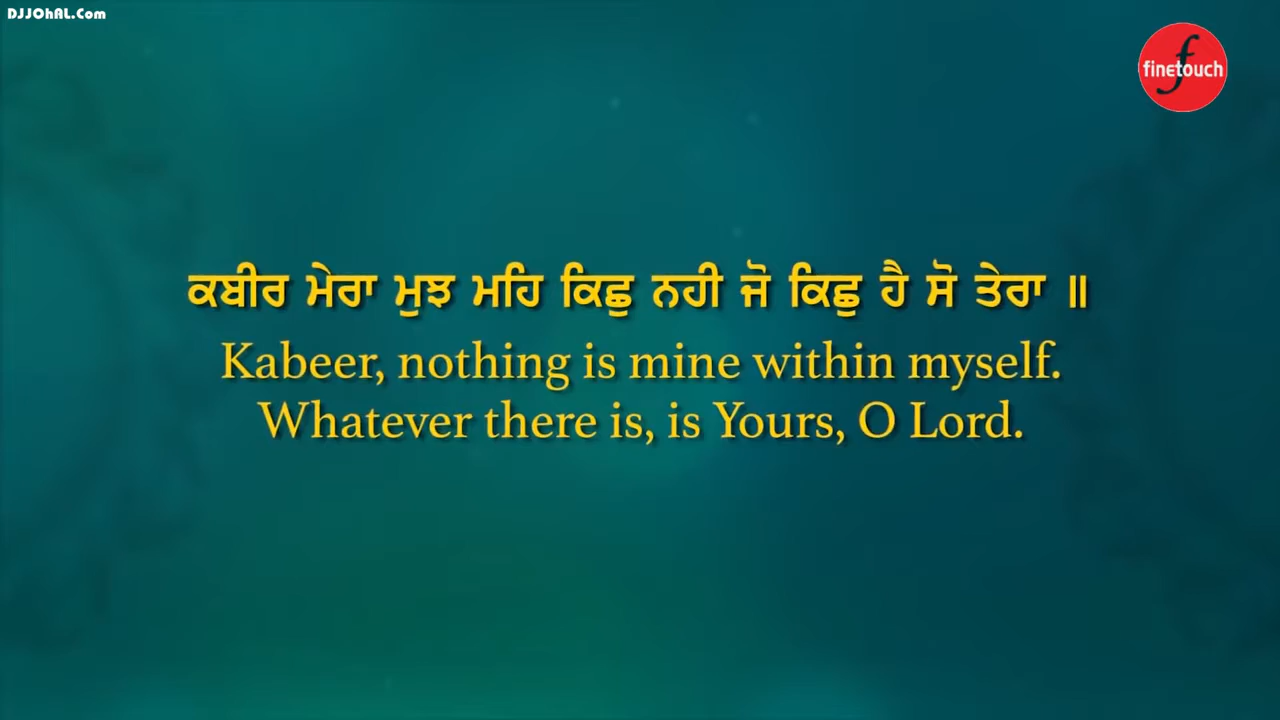 DJJOhAL.Com
finetouch
ਕਬੀਰ ਮੇਰਾ ਮੁਝ ਮਹਿ ਕਿਛੁ ਨਹੀ ਜੋ ਕਿਛੁ ਹੈ ਸੋ ਤੇਰਾ ॥
Kabeer, nothing is mine within myself.
Whatever there is, is Yours, O Lord.